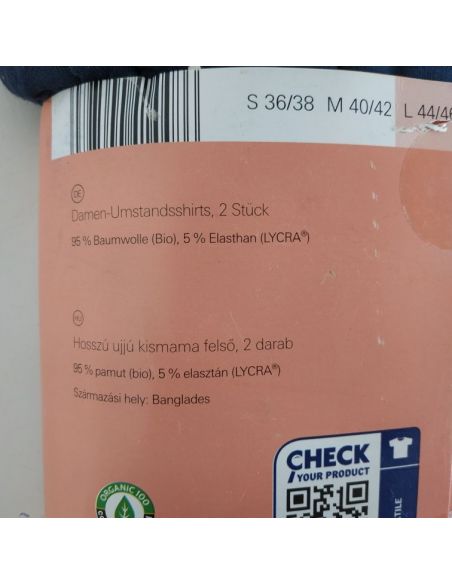 S 36/38 M 40/42 L 44/46
DE
Damen-Umstandsshirts, 2 Stück
95 % Baumwolle (Bio), 5 % Elasthan (LYCRA®)
HU
Hosszú ujjú kismama felső, 2 darab
95 % pamut (bio), 5 % elasztán (LYCRA®)
Származási hely: Banglades
CHECK
YOUR PRODUCT
ORGANIC 100